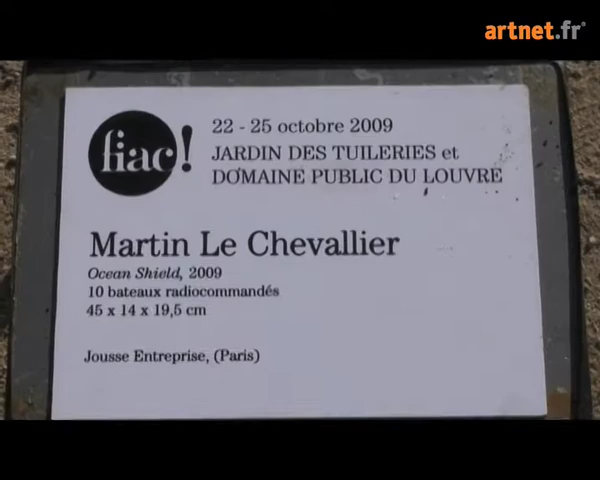 artnet.fr
fiac!
22 - 25 octobre 2009
JARDIN DES TUILERIES et
DOMAINE PUBLIC DU LOUVRE
Martin Le Chevallier
Ocean Shield, 2009
10 bateaux radiocommandés
45 x 14 x 19,5 cm
Jousse Entreprise, (Paris)